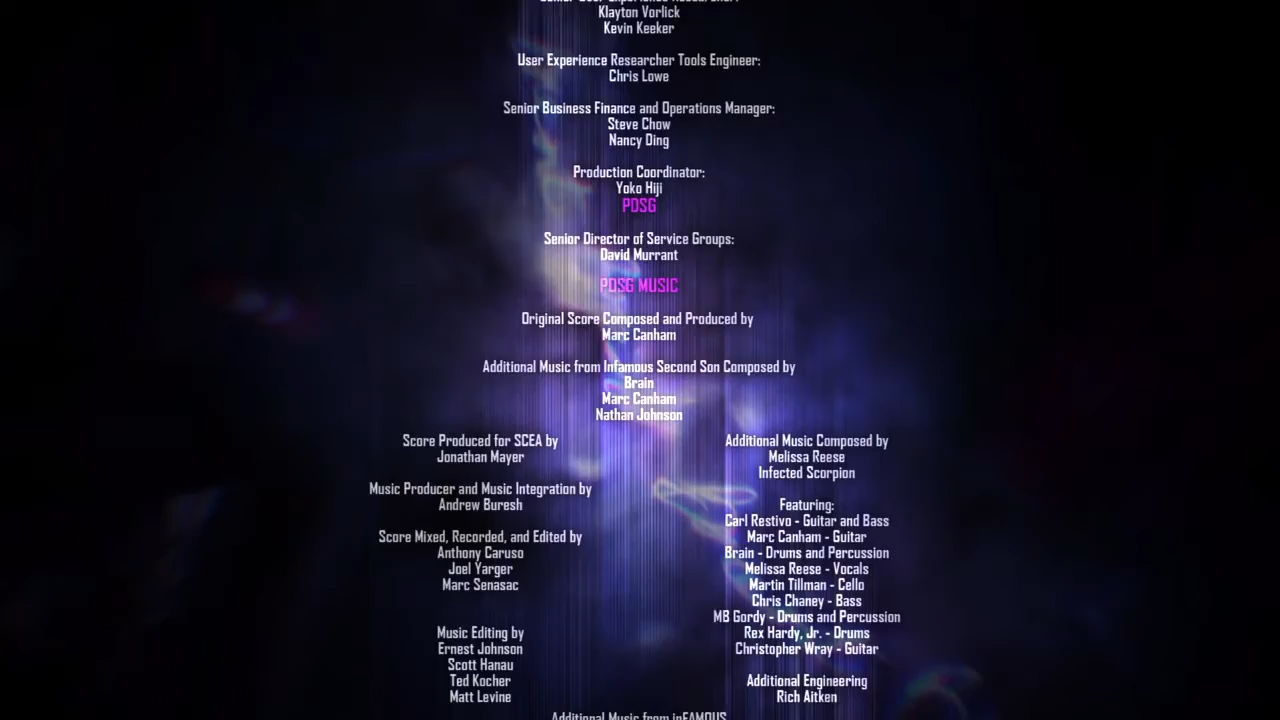 Klayton Vorlick
Kevin Keeker
User Experience Researcher Tools Engineer:
Chris Lowe
Senior Business Finance and Operations Manager:
Steve Chow
Nancy Ding
Production Coordinator:
Yoko Hiji
PDSG
Senior Director of Service Groups:
David Murrant
PDSG MUSIC
Original Score Composed and Produced by
Marc Canham
Additional Music from Infamous Second Son Composed by
Brain
Marc Canham
Nathan Johnson
Score Produced for SCEA by
Jonathan Mayer
Music Producer and Music Integration by
Andrew Buresh
Score Mixed, Recorded, and Edited by
Anthony Caruso
Joel Yarger
Marc Senasac
Music Editing by
Ernest Johnson
Scott Hanau
Ted Kocher
Matt Levine
Additional Music Composed by
Melissa Reese
Infected Scorpion
Featuring:
Carl Restivo - Guitar and Bass
Marc Canham - Guitar
Brain - Drums and Percussion
Melissa Reese - Vocals
Martin Tillman - Cello
Chris Chaney - Bass
MB Gordy - Drums and Percussion
Rex Hardy, Jr. - Drums
Christopher Wray - Guitar
Additional Engineering
Rich Aitken
Additional Music from inFAMOUS